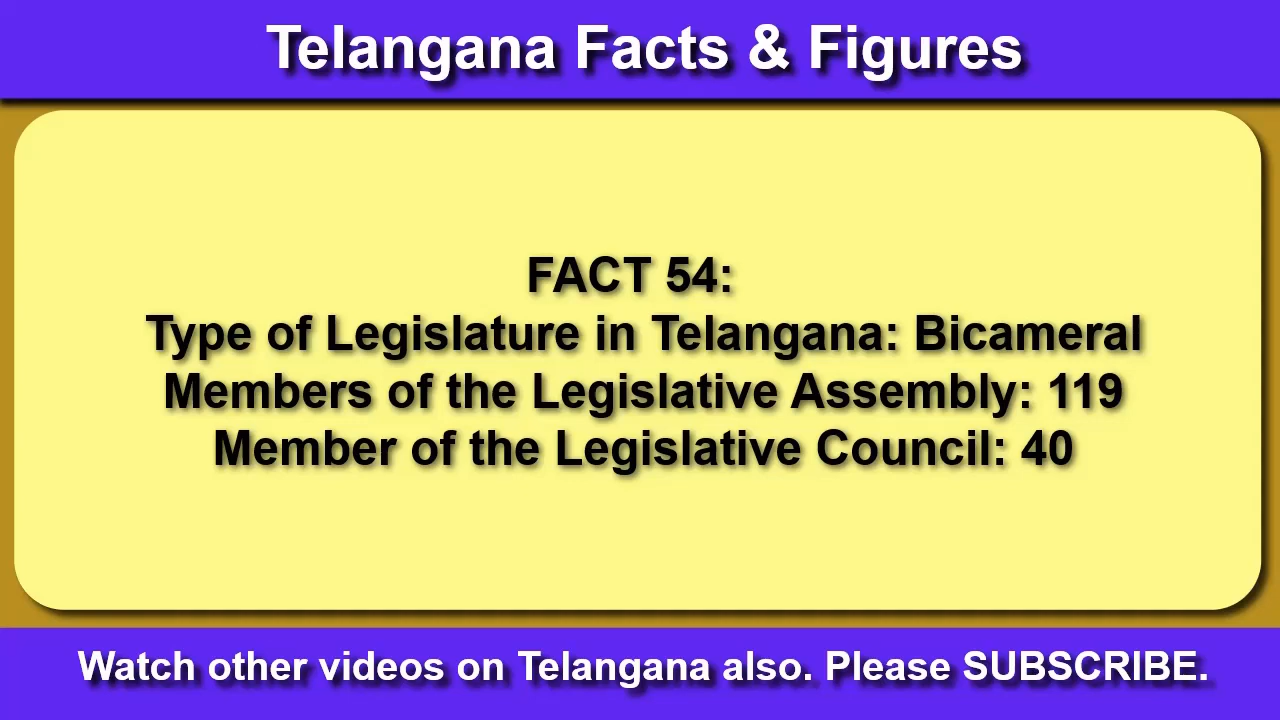 Telangana Facts & Figures
FACT 54:
Type of Legislature in Telangana: Bicameral
Members of the Legislative Assembly: 119
Member of the Legislative Council: 40
Watch other videos on Telangana also. Please SUBSCRIBE.